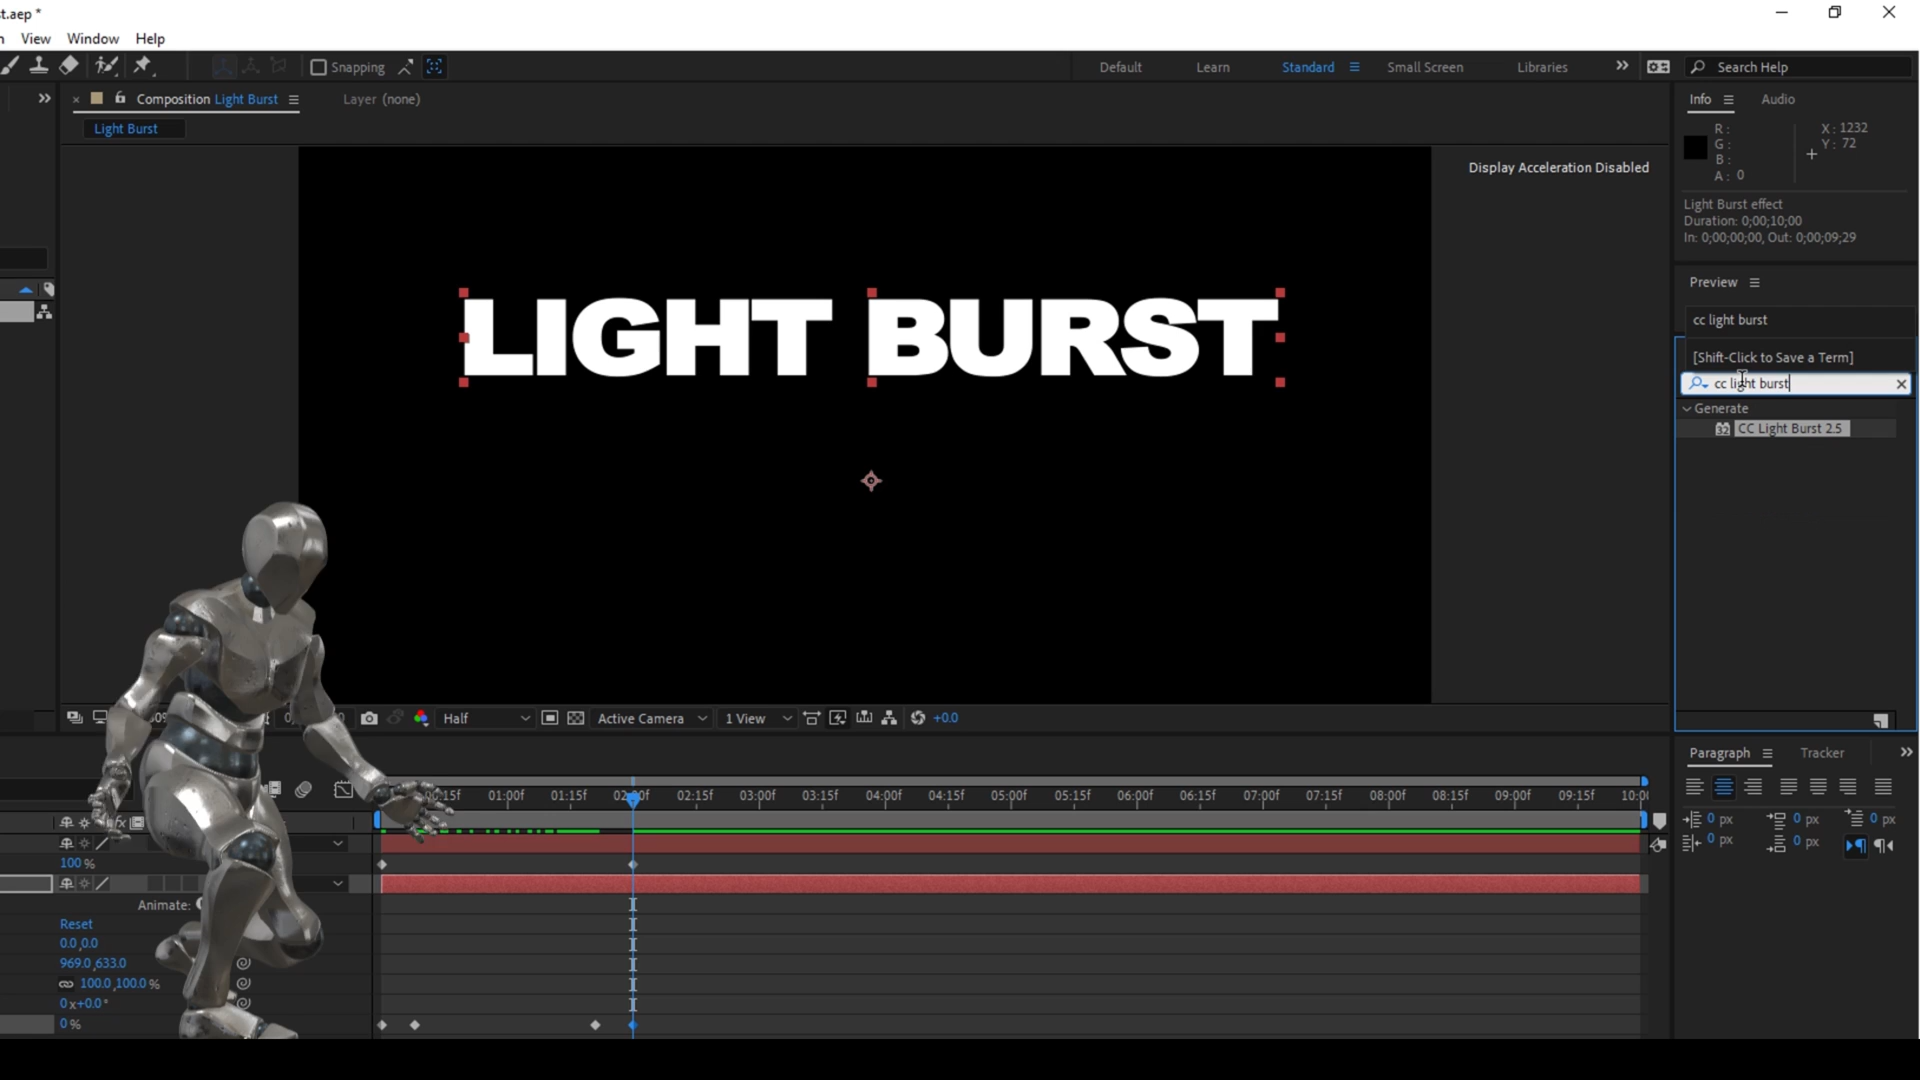 st.aep *
View Window Help
Snapping
Default Learn Standard Small Screen Libraries
Search Help
Composition Light Burst
Layer (none)
Info Audio
Light Burst
R :
G :
B :
A : 0
X : 1232
Y : 72
Display Acceleration Disabled
Light Burst effect
Duration: 0;00;10;00
In: 0;00;00;00, Out: 0;00;09;29
Preview
LIGHT BURST
cc light burst
[Shift-Click to Save a Term]
cc light burst
Generate
32 CC Light Burst 2.5
Half
Active Camera
1 View
+0.0
Paragraph Tracker
:15f 01:00f 01:15f 02:00f 02:15f 03:00f 03:15f 04:00f 04:15f 05:00f 05:15f 06:00f 06:15f 07:00f 07:15f 08:00f 08:15f 09:00f 09:15f 10:0
0 px 0 px 0 px
0 px 0 px
fx
100 %
Animate:
Reset
0.0,0.0
969.0,633.0
100.0,100.0 %
0 x+0.0 °
0 %